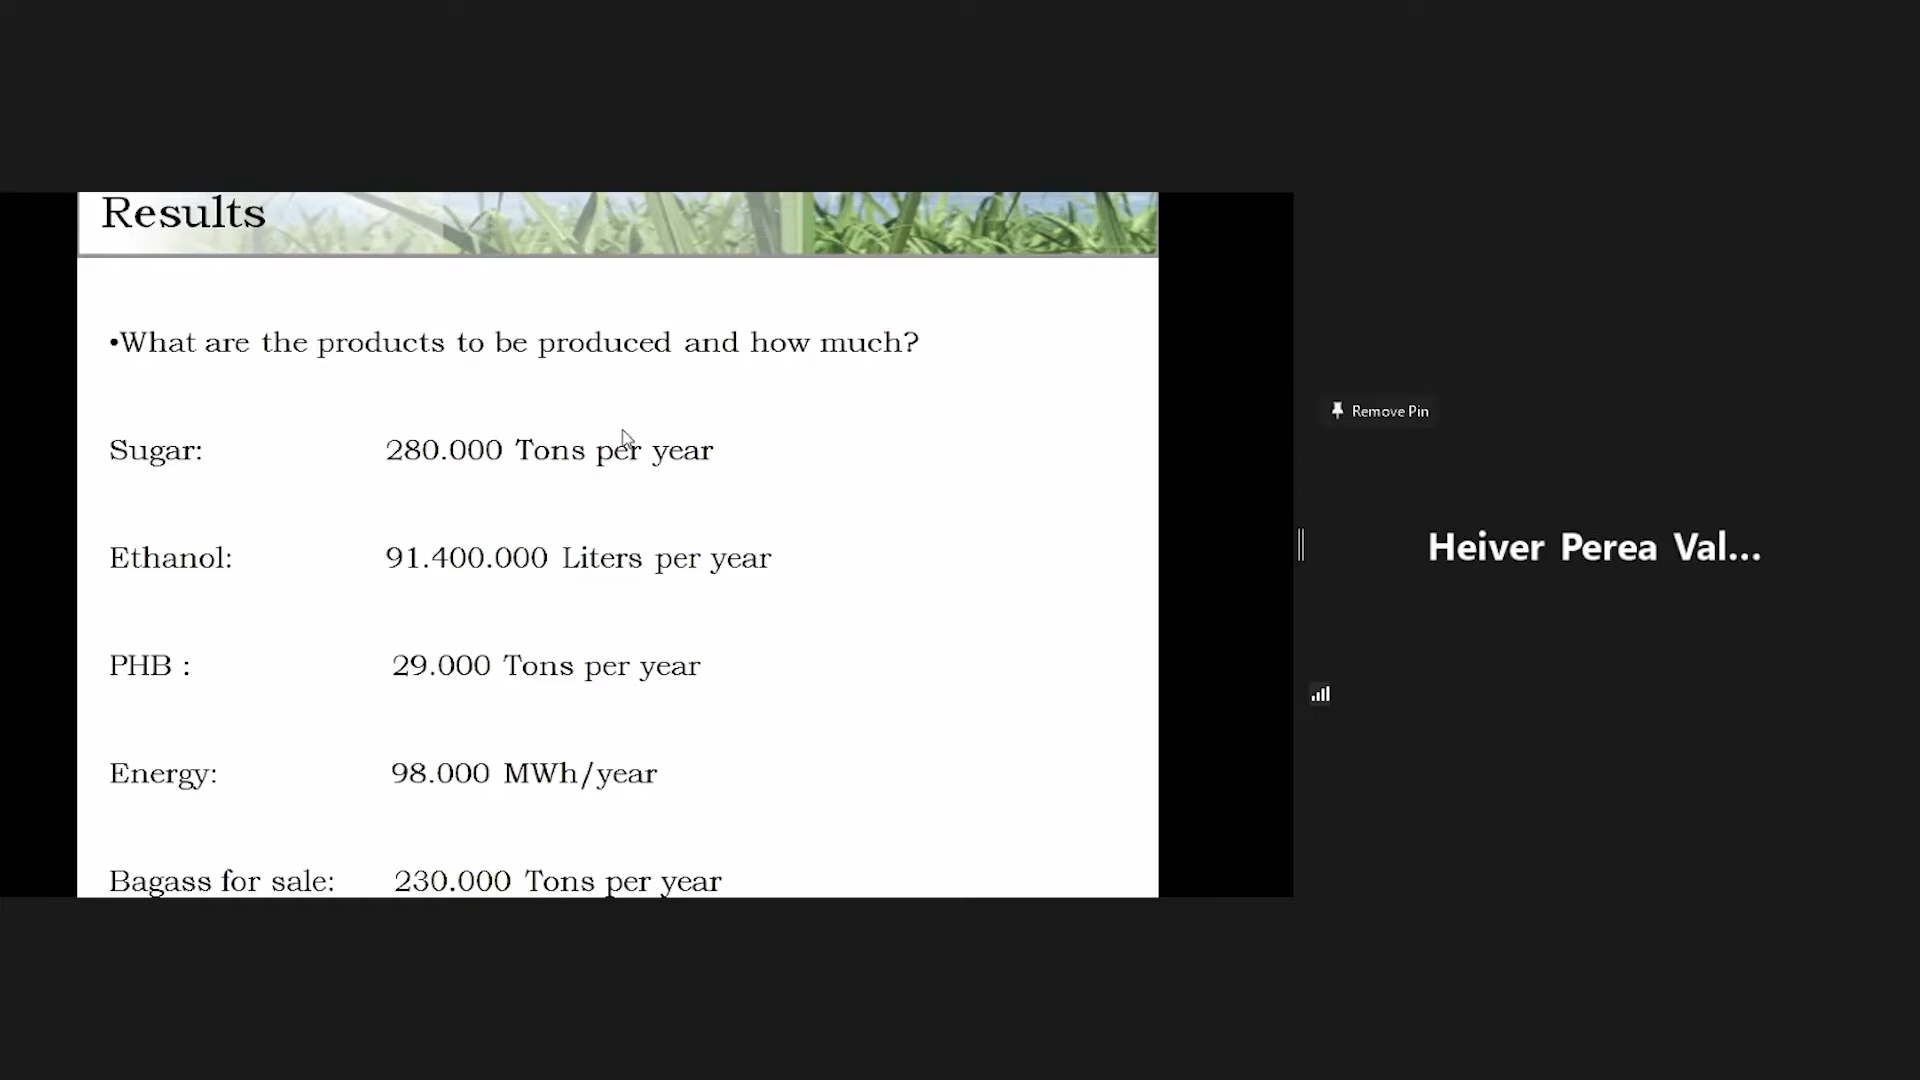 Results
•What are the products to be produced and how much?
Sugar: 280.000 Tons per year
Ethanol: 91.400.000 Liters per year
PHB : 29.000 Tons per year
Energy: 98.000 MWh/year
Bagass for sale: 230.000 Tons per year
Remove Pin
Heiver Perea Val...